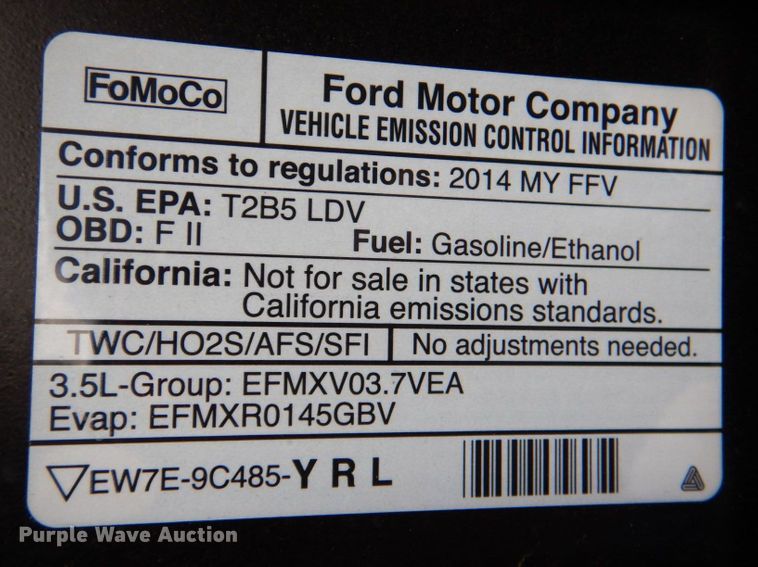 FoMoCo
Ford Motor Company
VEHICLE EMISSION CONTROL INFORMATION
Conforms to regulations: 2014 MY FFV
U.S. EPA: T2B5 LDV
OBD: F II Fuel: Gasoline/Ethanol
California: Not for sale in states with
California emissions standards.
TWC/HO2S/AFS/SFI No adjustments needed.
3.5L-Group: EFMXV03.7VEA
Evap: EFMXR0145GBV
EW7E-9C485-YRL
Purple Wave Auction